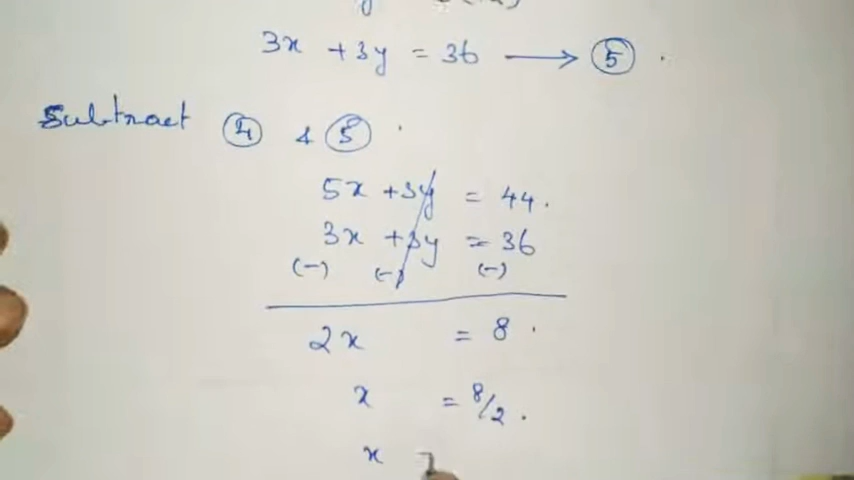 3x + 3y = 36 ⟶ ⑤ .
Subtract ④ & ⑤ .
5x + 3y = 44 .
3x + 3y = 36
(-) (-) (-)
2x = 8 .
x = 8/2 .
x =